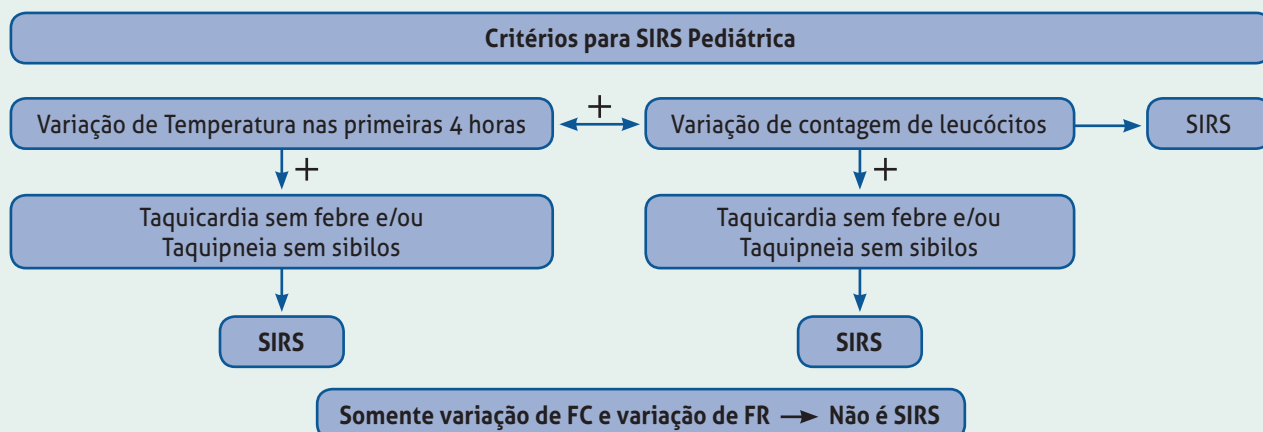 Critérios para SIRS Pediátrica
Variação de Temperatura nas primeiras 4 horas
+
Variação de contagem de leucócitos
SIRS
+
+
Taquicardia sem febre e/ou
Taquipneia sem sibilos
Taquicardia sem febre e/ou
Taquipneia sem sibilos
SIRS
SIRS
Somente variação de FC e variação de FR → Não é SIRS